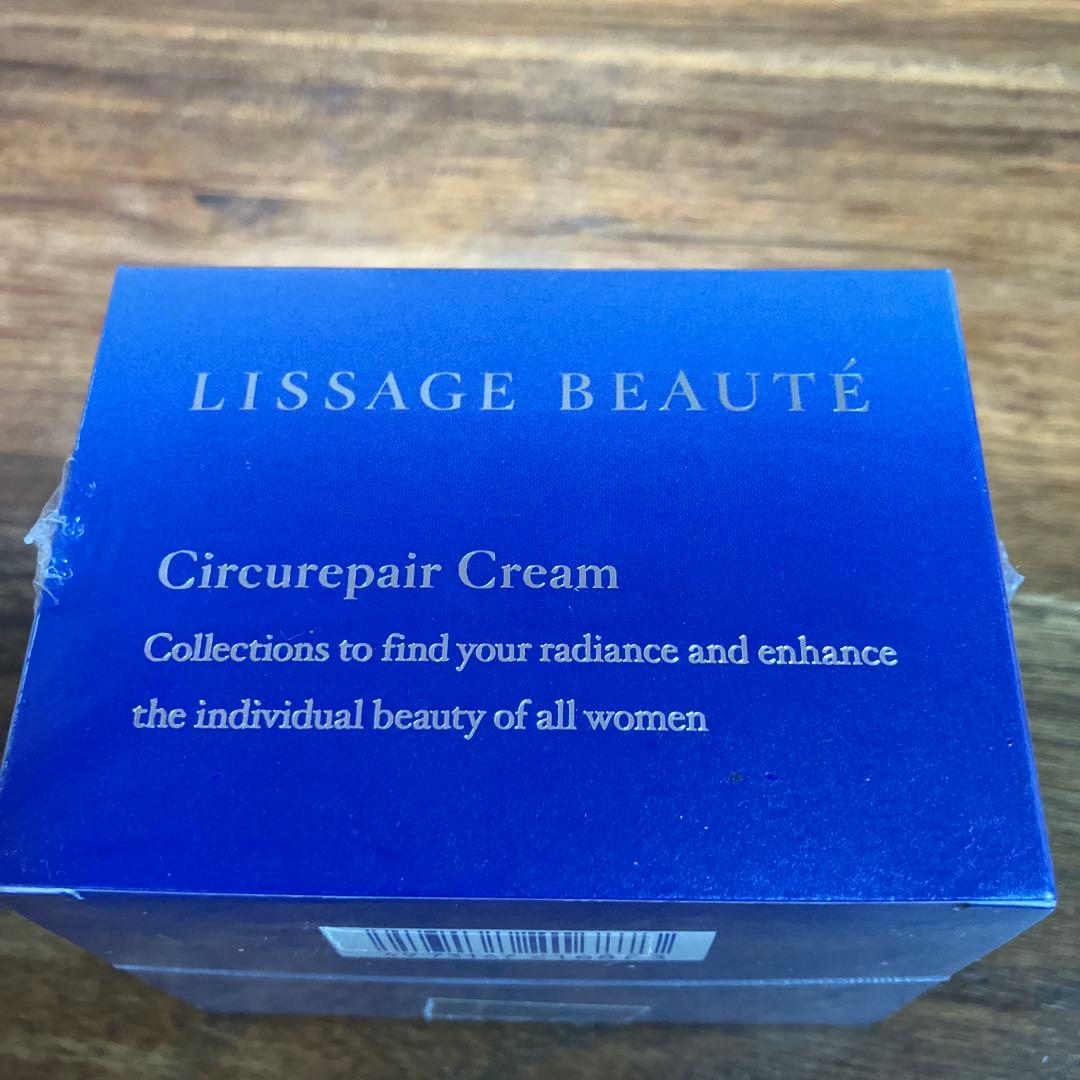 LISSAGE BEAUTÉ
Circurepair Cream
Collections to find your radiance and enhance
the individual beauty of all women